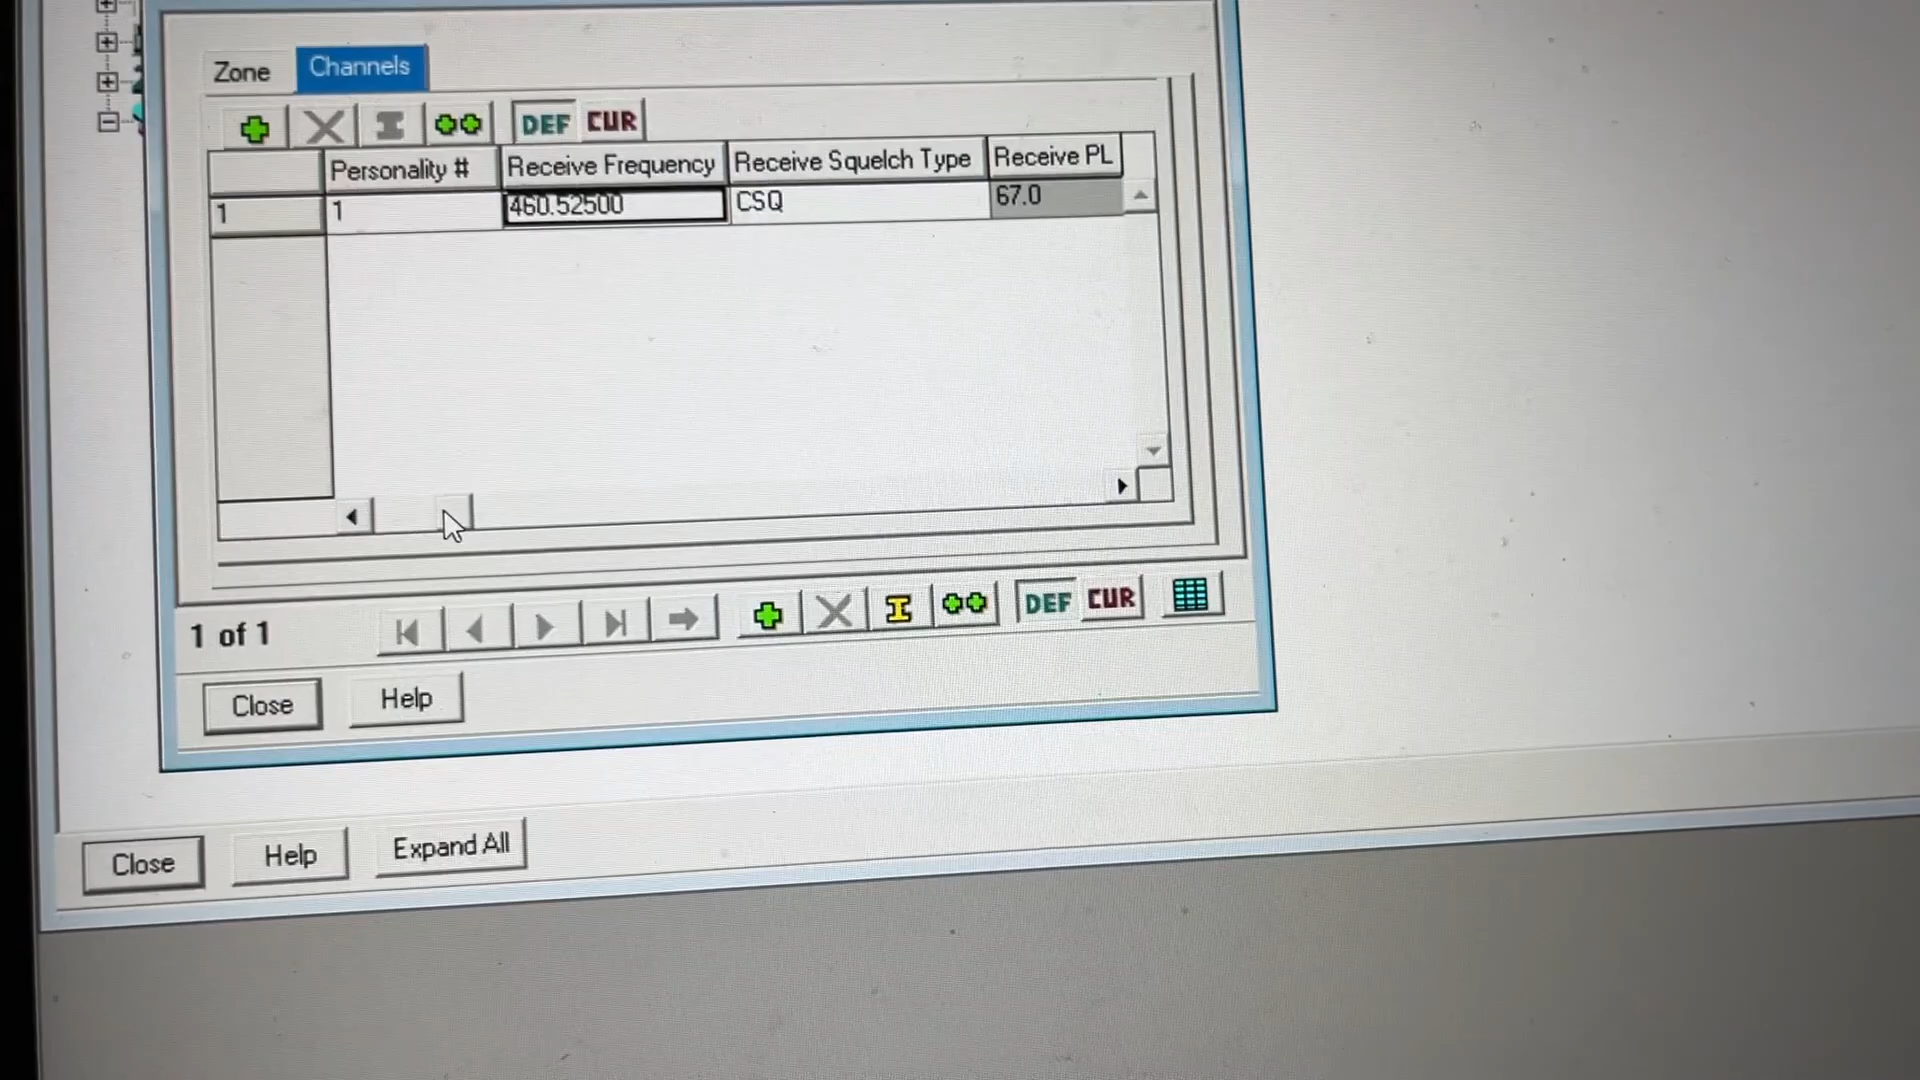 Zone Channels
DEF CUR
Personality # Receive Frequency Receive Squelch Type Receive PL
1 1 460.52500 CSQ 67.0
1 of 1 DEF CUR
Close Help
Close Help Expand All